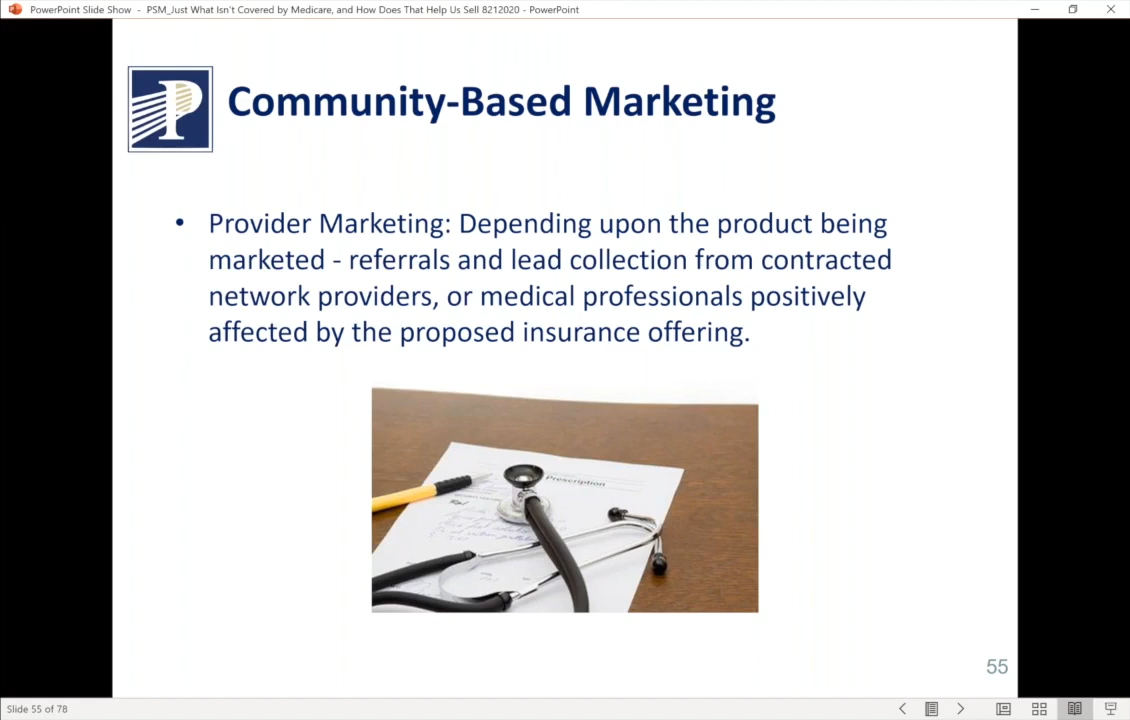 PowerPoint Slide Show - PSM_Just What Isn't Covered by Medicare, and How Does That Help Us Sell 8212020 - PowerPoint
P
Community-Based Marketing
• Provider Marketing: Depending upon the product being
marketed - referrals and lead collection from contracted
network providers, or medical professionals positively
affected by the proposed insurance offering.
Prescription
55
Slide 55 of 78